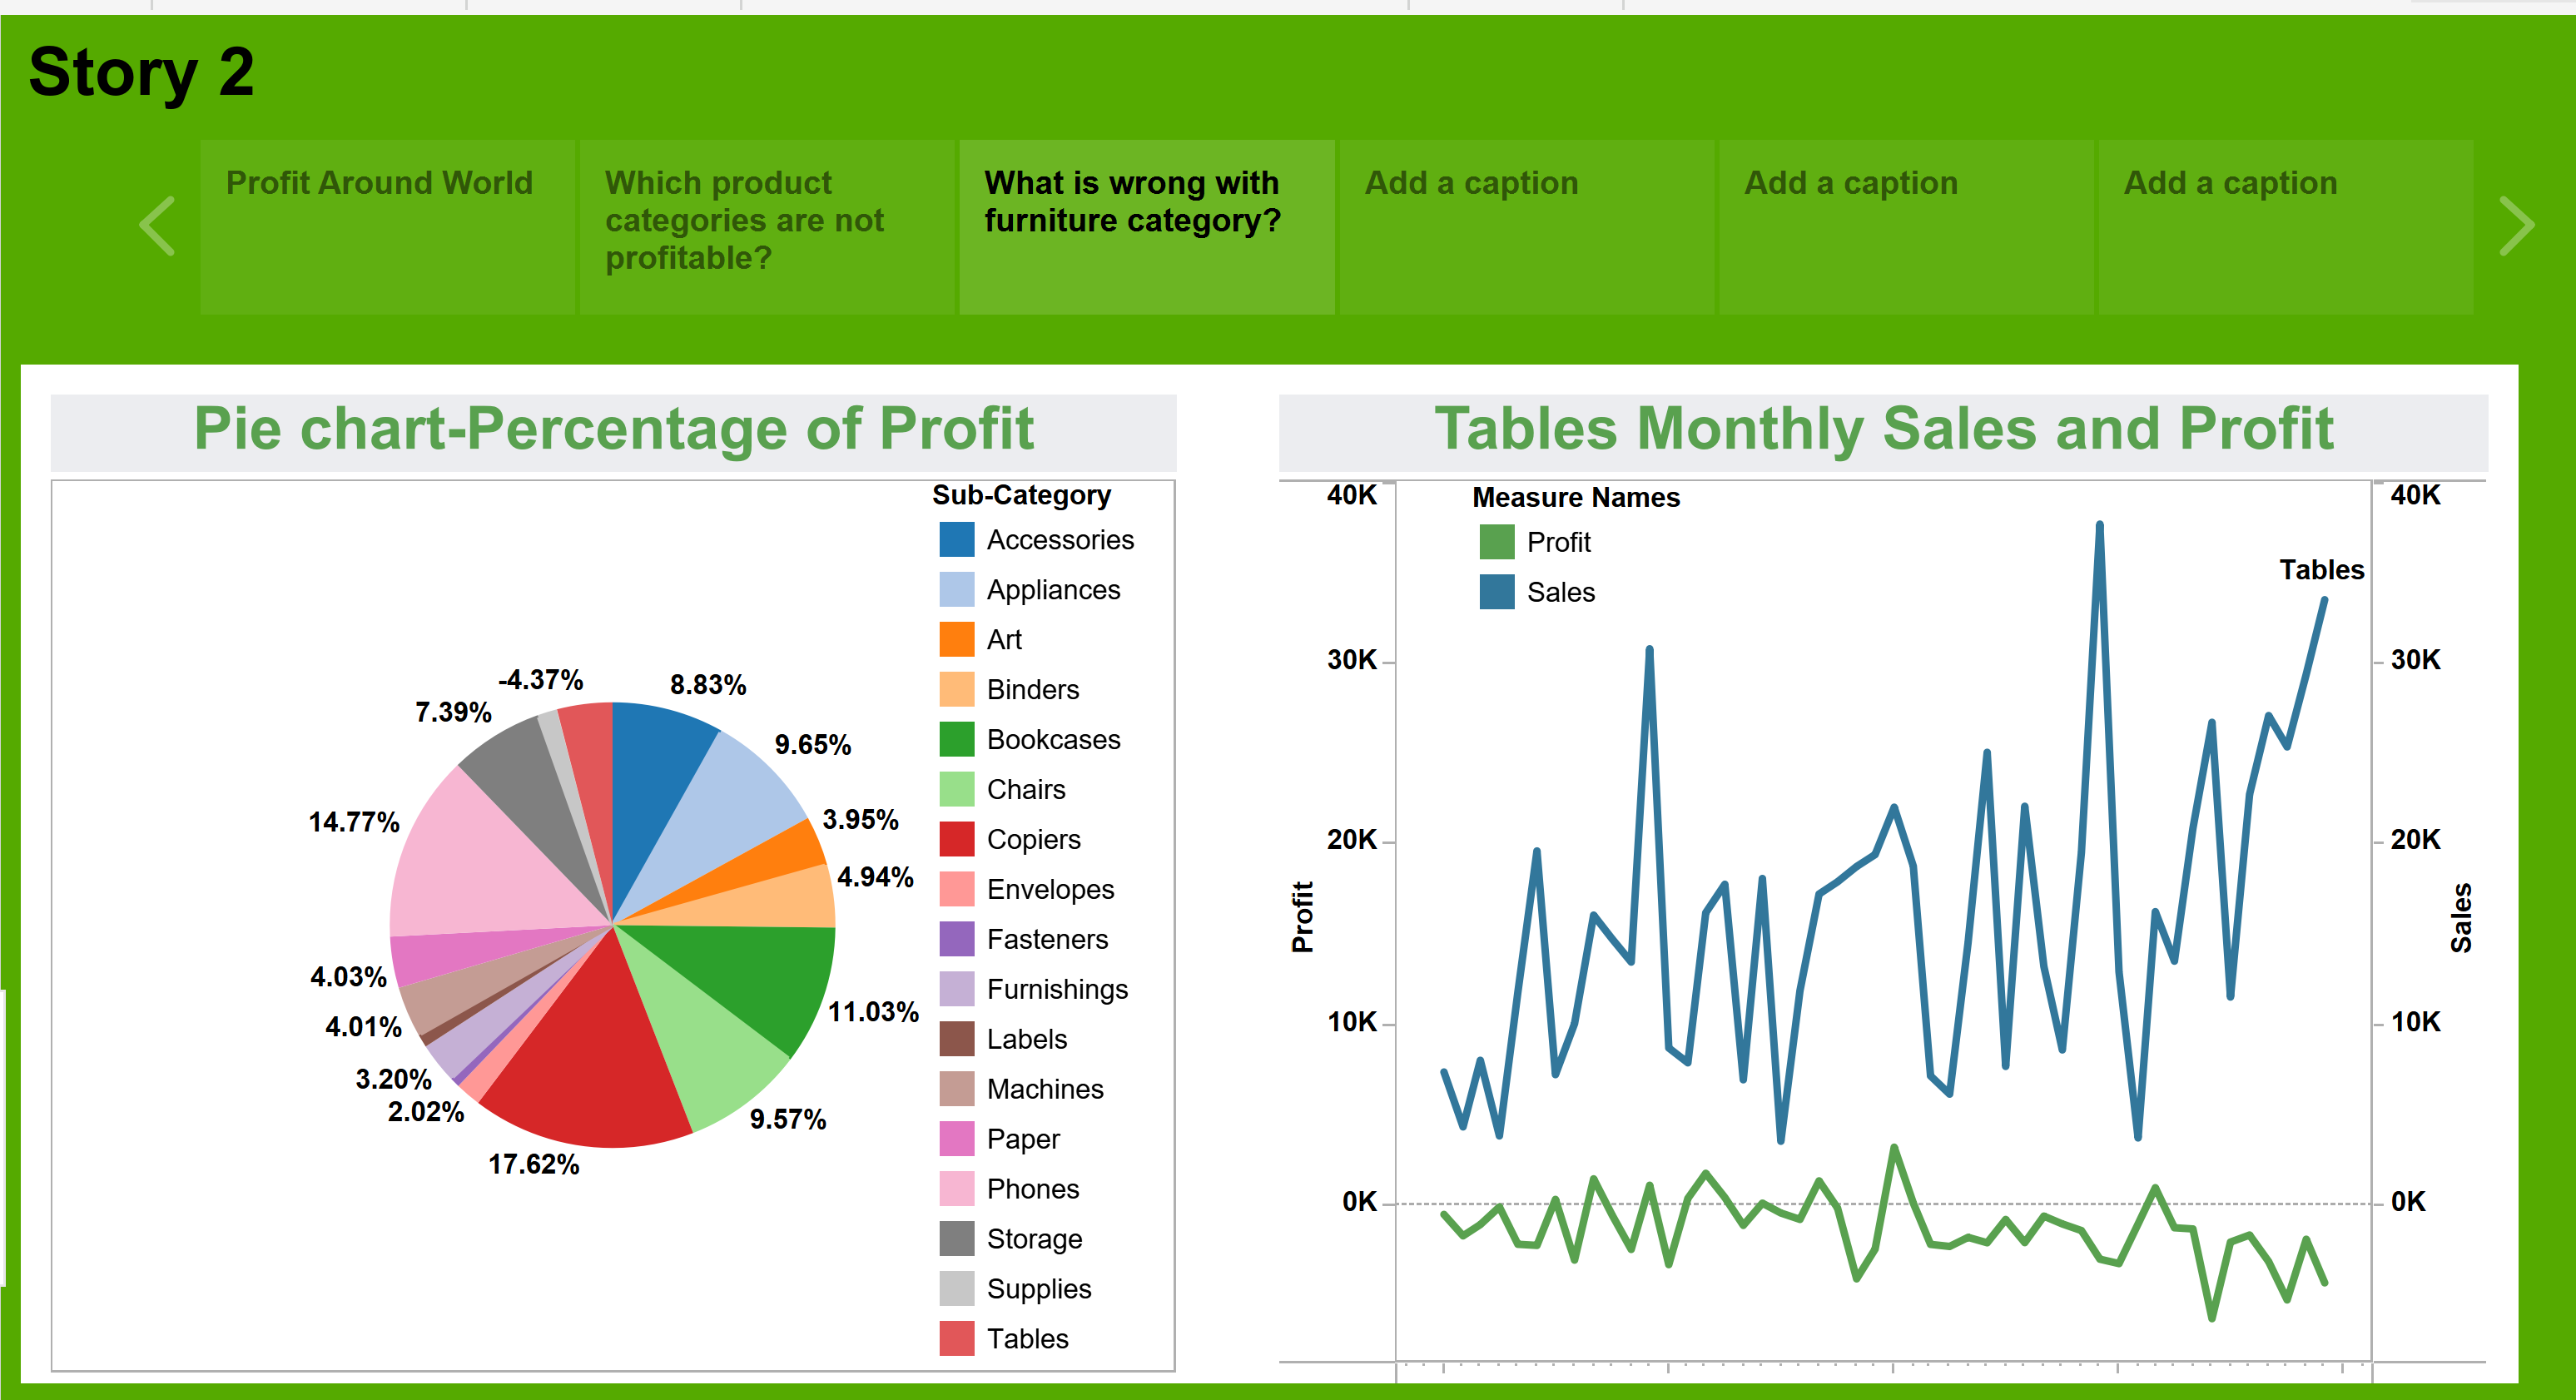 Story 2
Profit Around World
Which product
categories are not
profitable?
What is wrong with
furniture category?
Add a caption
Add a caption
Add a caption
Pie chart-Percentage of Profit
Sub-Category
Accessories
Appliances
Art
Binders
Bookcases
Chairs
Copiers
Envelopes
Fasteners
Furnishings
Labels
Machines
Paper
Phones
Storage
Supplies
Tables
8.83%
9.65%
3.95%
4.94%
11.03%
9.57%
17.62%
2.02%
3.20%
4.01%
4.03%
14.77%
7.39%
-4.37%
Tables Monthly Sales and Profit
Measure Names
Profit
Sales
Tables
40K
30K
20K
10K
0K
Profit
40K
30K
20K
10K
0K
Sales